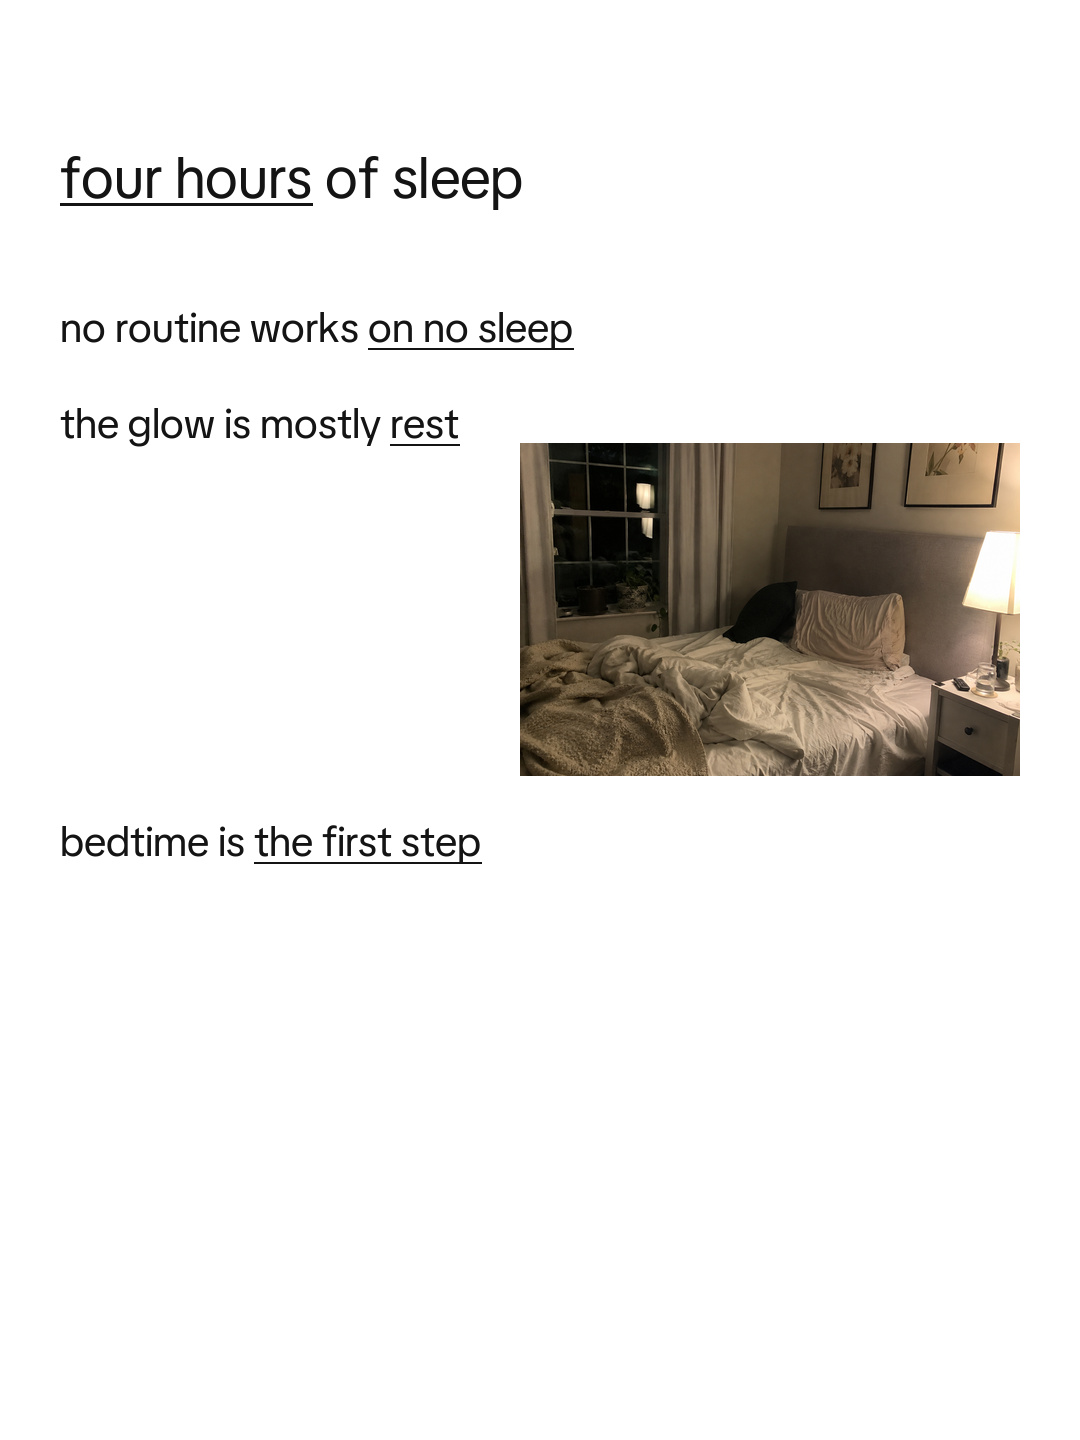 four hours of sleep
no routine works on no sleep
the glow is mostly rest
bedtime is the first step